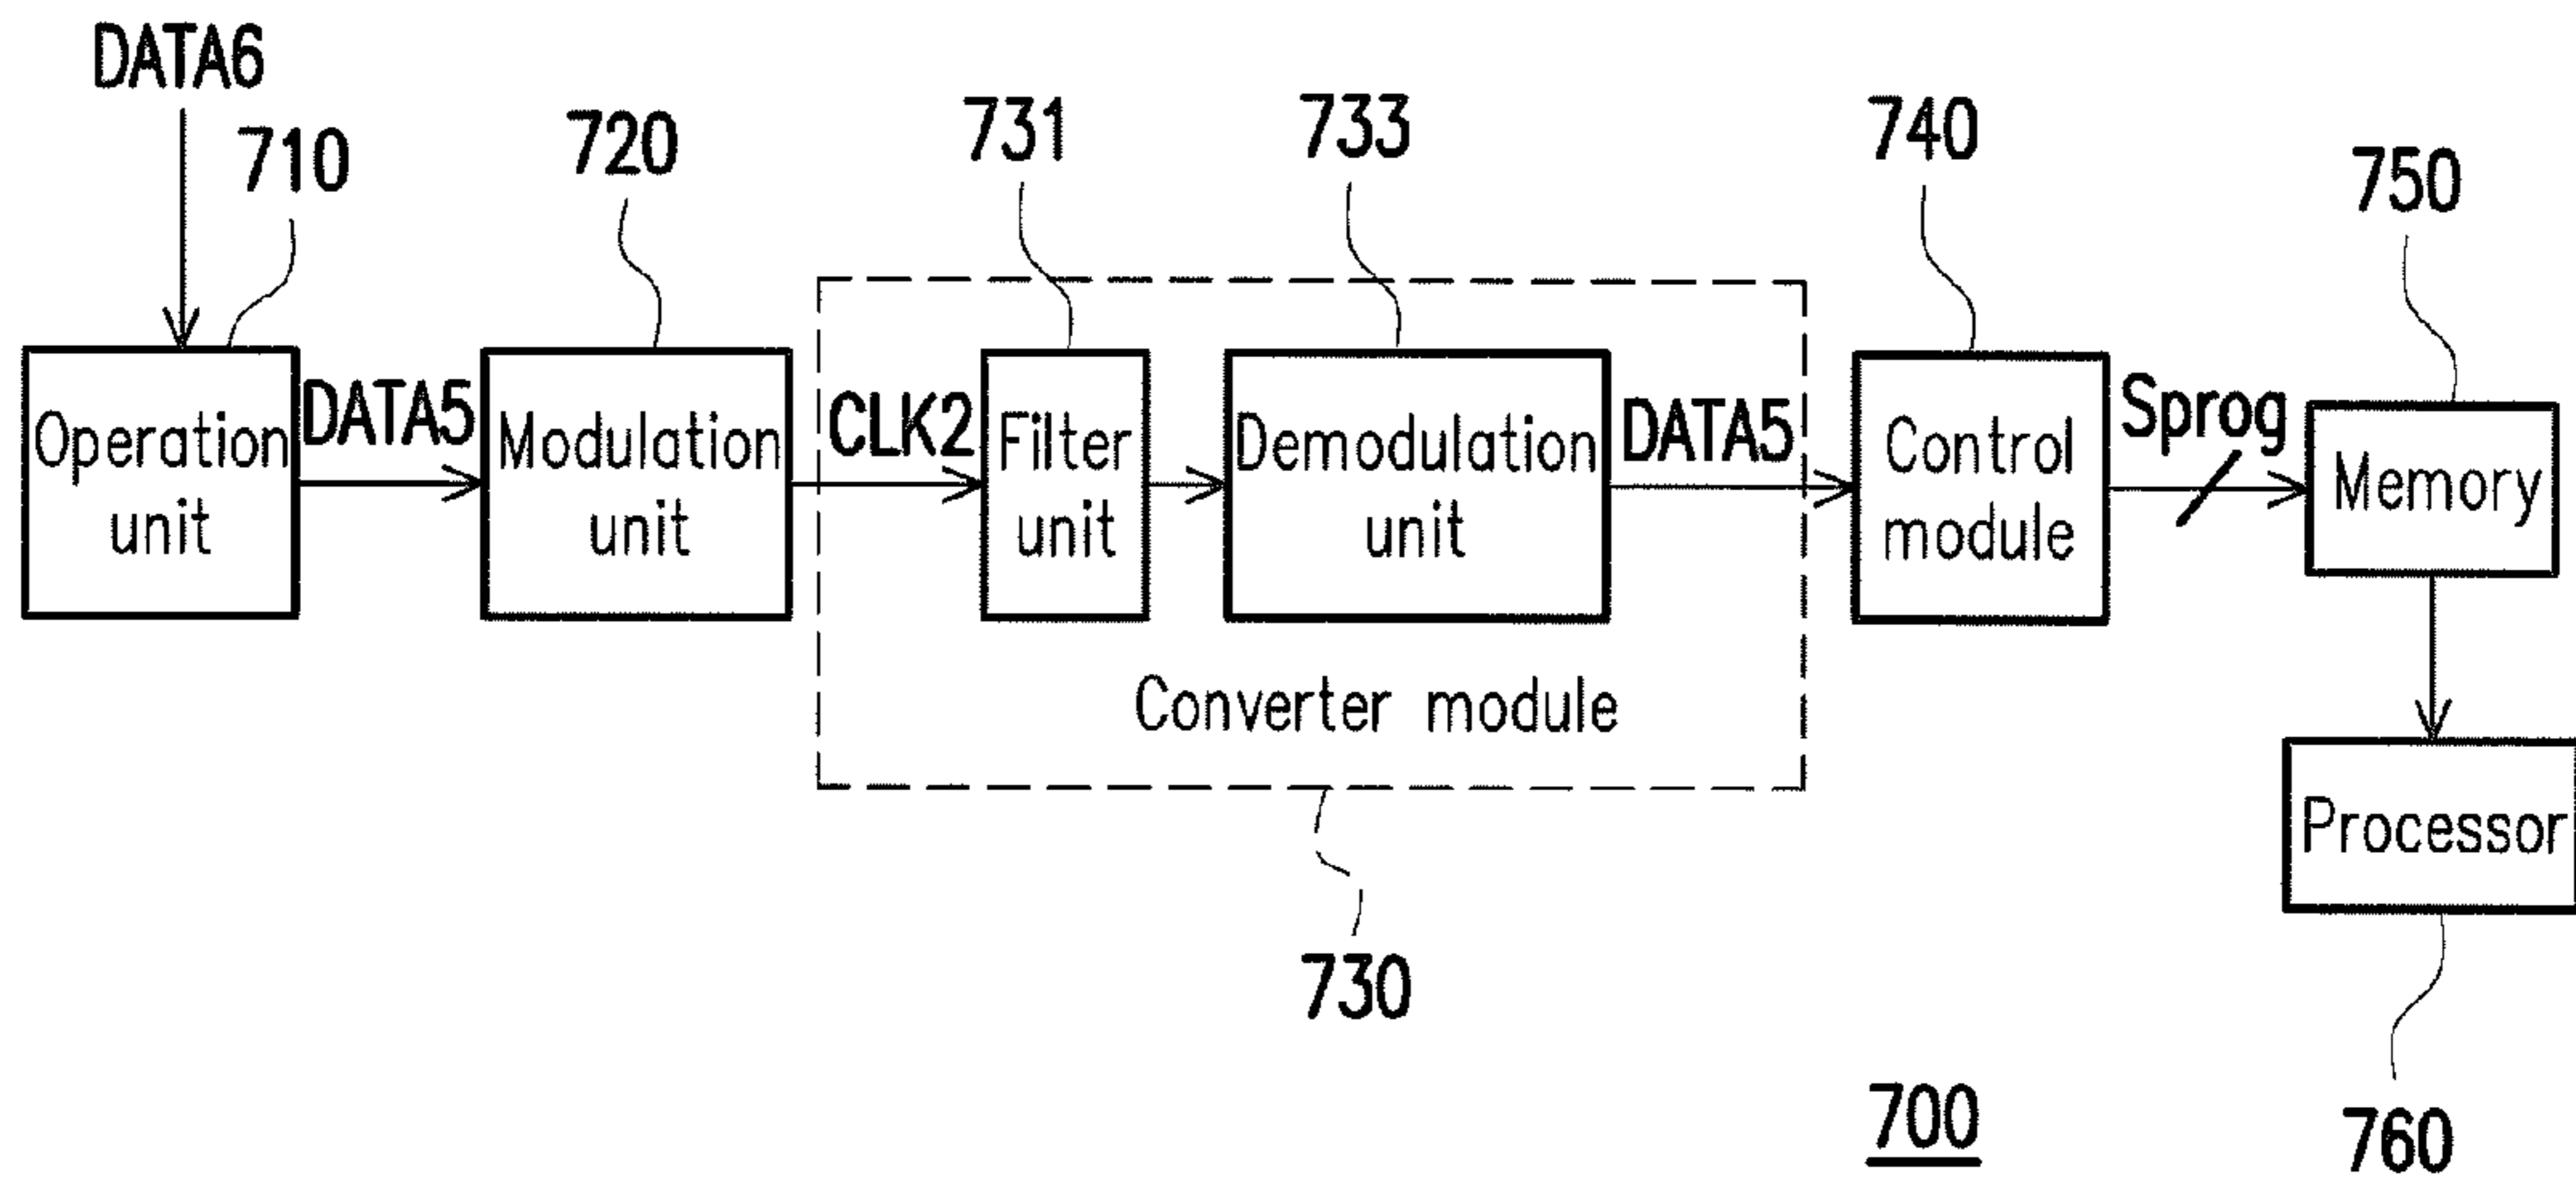 DATA6
710
720
731
733
740
750
Operation
unit
DATA5
Modulation
unit
CLK2
Filter
unit
Demodulation
unit
DATA5
Control
module
Sprog
Memory
Converter module
Processor
730
700
760